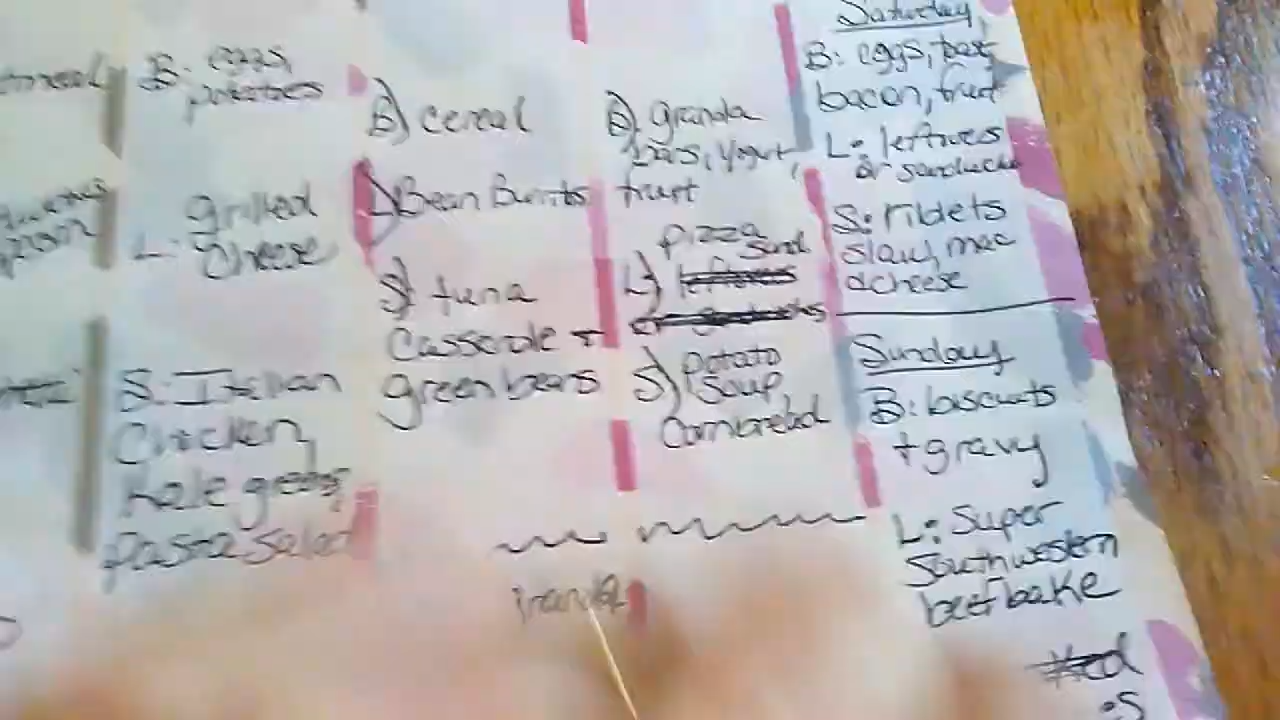 B: eggs,
potatoes
grilled
L: cheese
S: Italian
Chicken,
Kale greens,
Pasta Salad
B) cereal
L) Bean Burritos
S) tuna
Casserole +
green beans
B) granola
bars, yogurt,
fruit
pizza
L)
S) potato
Soup
Cornbread
Saturday,
B: eggs,
bacon, fruit
L: leftovers
or sandwiches
S: riblets
slaw, mac
& cheese
Sunday
B: biscuits
+ gravy
L: Super
Southwestern
beef bake